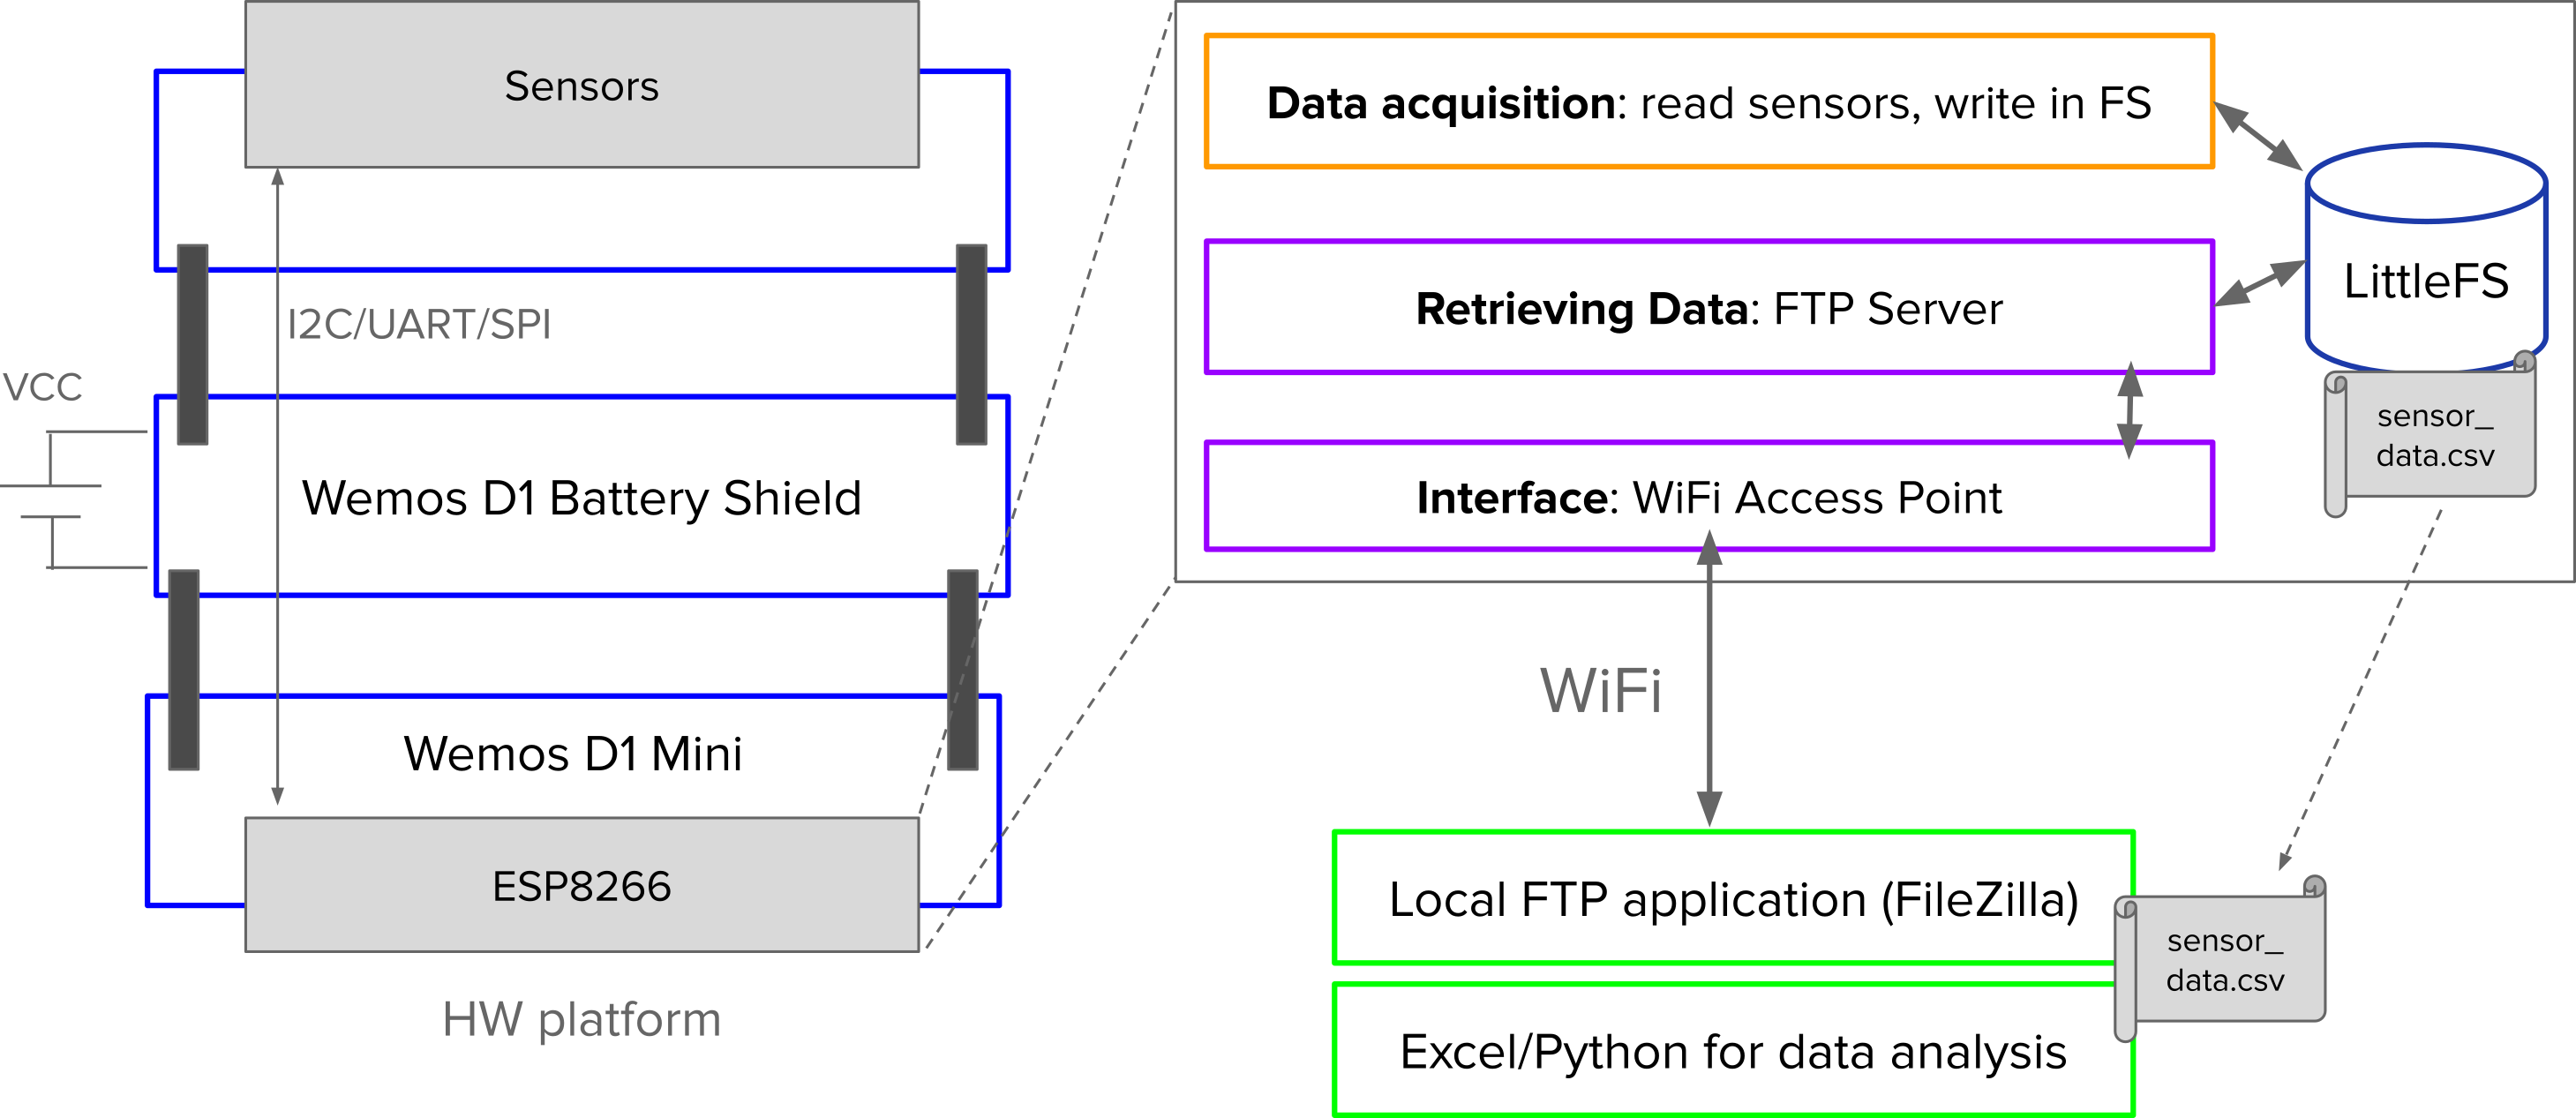 Sensors
I2C/UART/SPI
VCC
Wemos D1 Battery Shield
Wemos D1 Mini
ESP8266
HW platform
Data acquisition: read sensors, write in FS
Retrieving Data: FTP Server
Interface: WiFi Access Point
LittleFS
sensor_
data.csv
WiFi
Local FTP application (FileZilla)
Excel/Python for data analysis
sensor_
data.csv